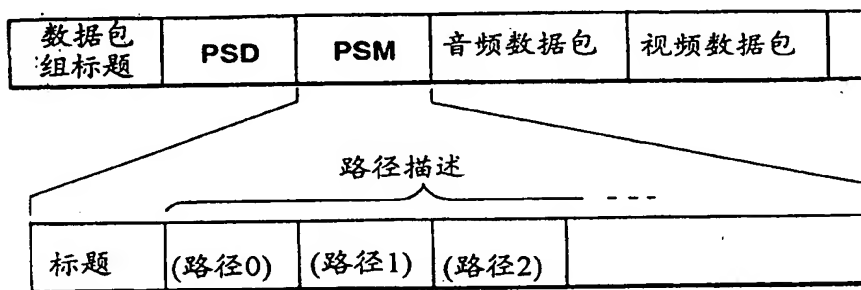 数据包
组标题
PSD
PSM
音频数据包
视频数据包
路径描述
标题
(路径0)
(路径1)
(路径2)